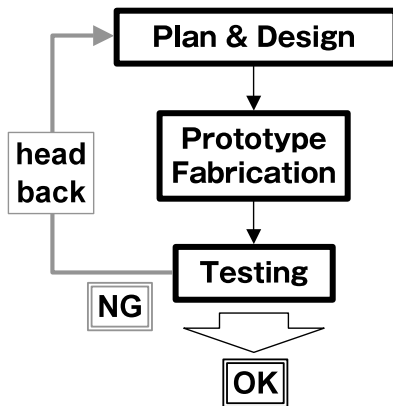 Plan & Design
Prototype
Fabrication
head
back
Testing
NG
OK